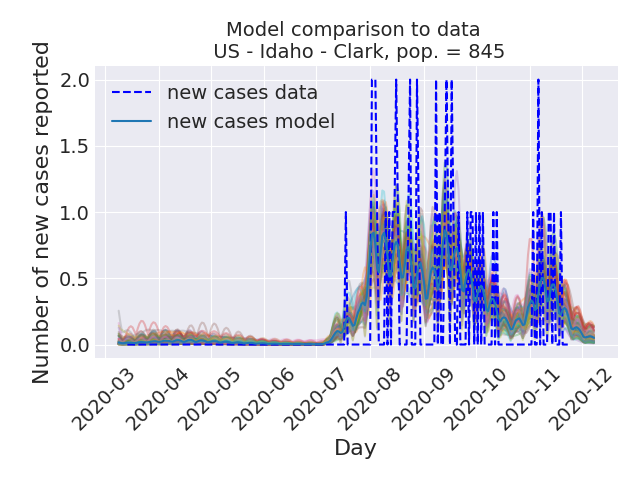 Model comparison to data
US - Idaho - Clark, pop. = 845
Number of new cases reported
2.0
1.5
1.0
0.5
0.0
new cases data
new cases model
2020-03
2020-04
2020-05
2020-06
2020-07
2020-08
2020-09
2020-10
2020-11
2020-12
Day